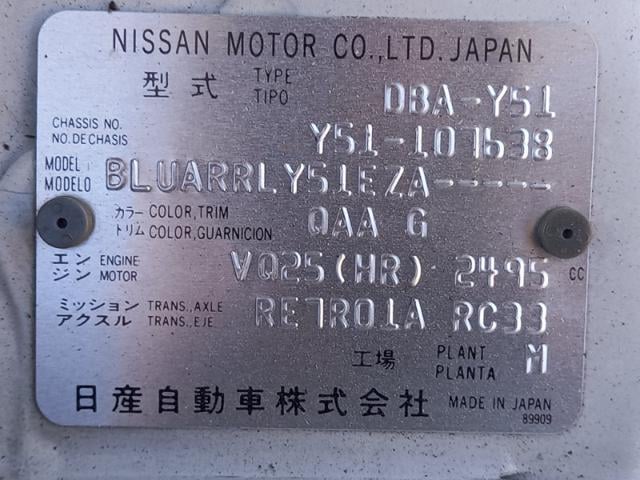 NISSAN MOTOR CO.,LTD. JAPAN
型式 TYPE TIPO DBA-Y51
CHASSIS NO. NO. DE CHASIS Y51-107638
MODEL MODELO BLUARRLY51EZA-----
カラー COLOR,TRIM トリム COLOR,GUARNICION QAA G
エンジン ENGINE MOTOR VQ25(HR) 2495 CC
ミッション TRANS.,AXLE アクスル TRANS.,EJE RE7R01A RC33
工場 PLANT PLANTA M
日産自動車株式会社 MADE IN JAPAN
89909